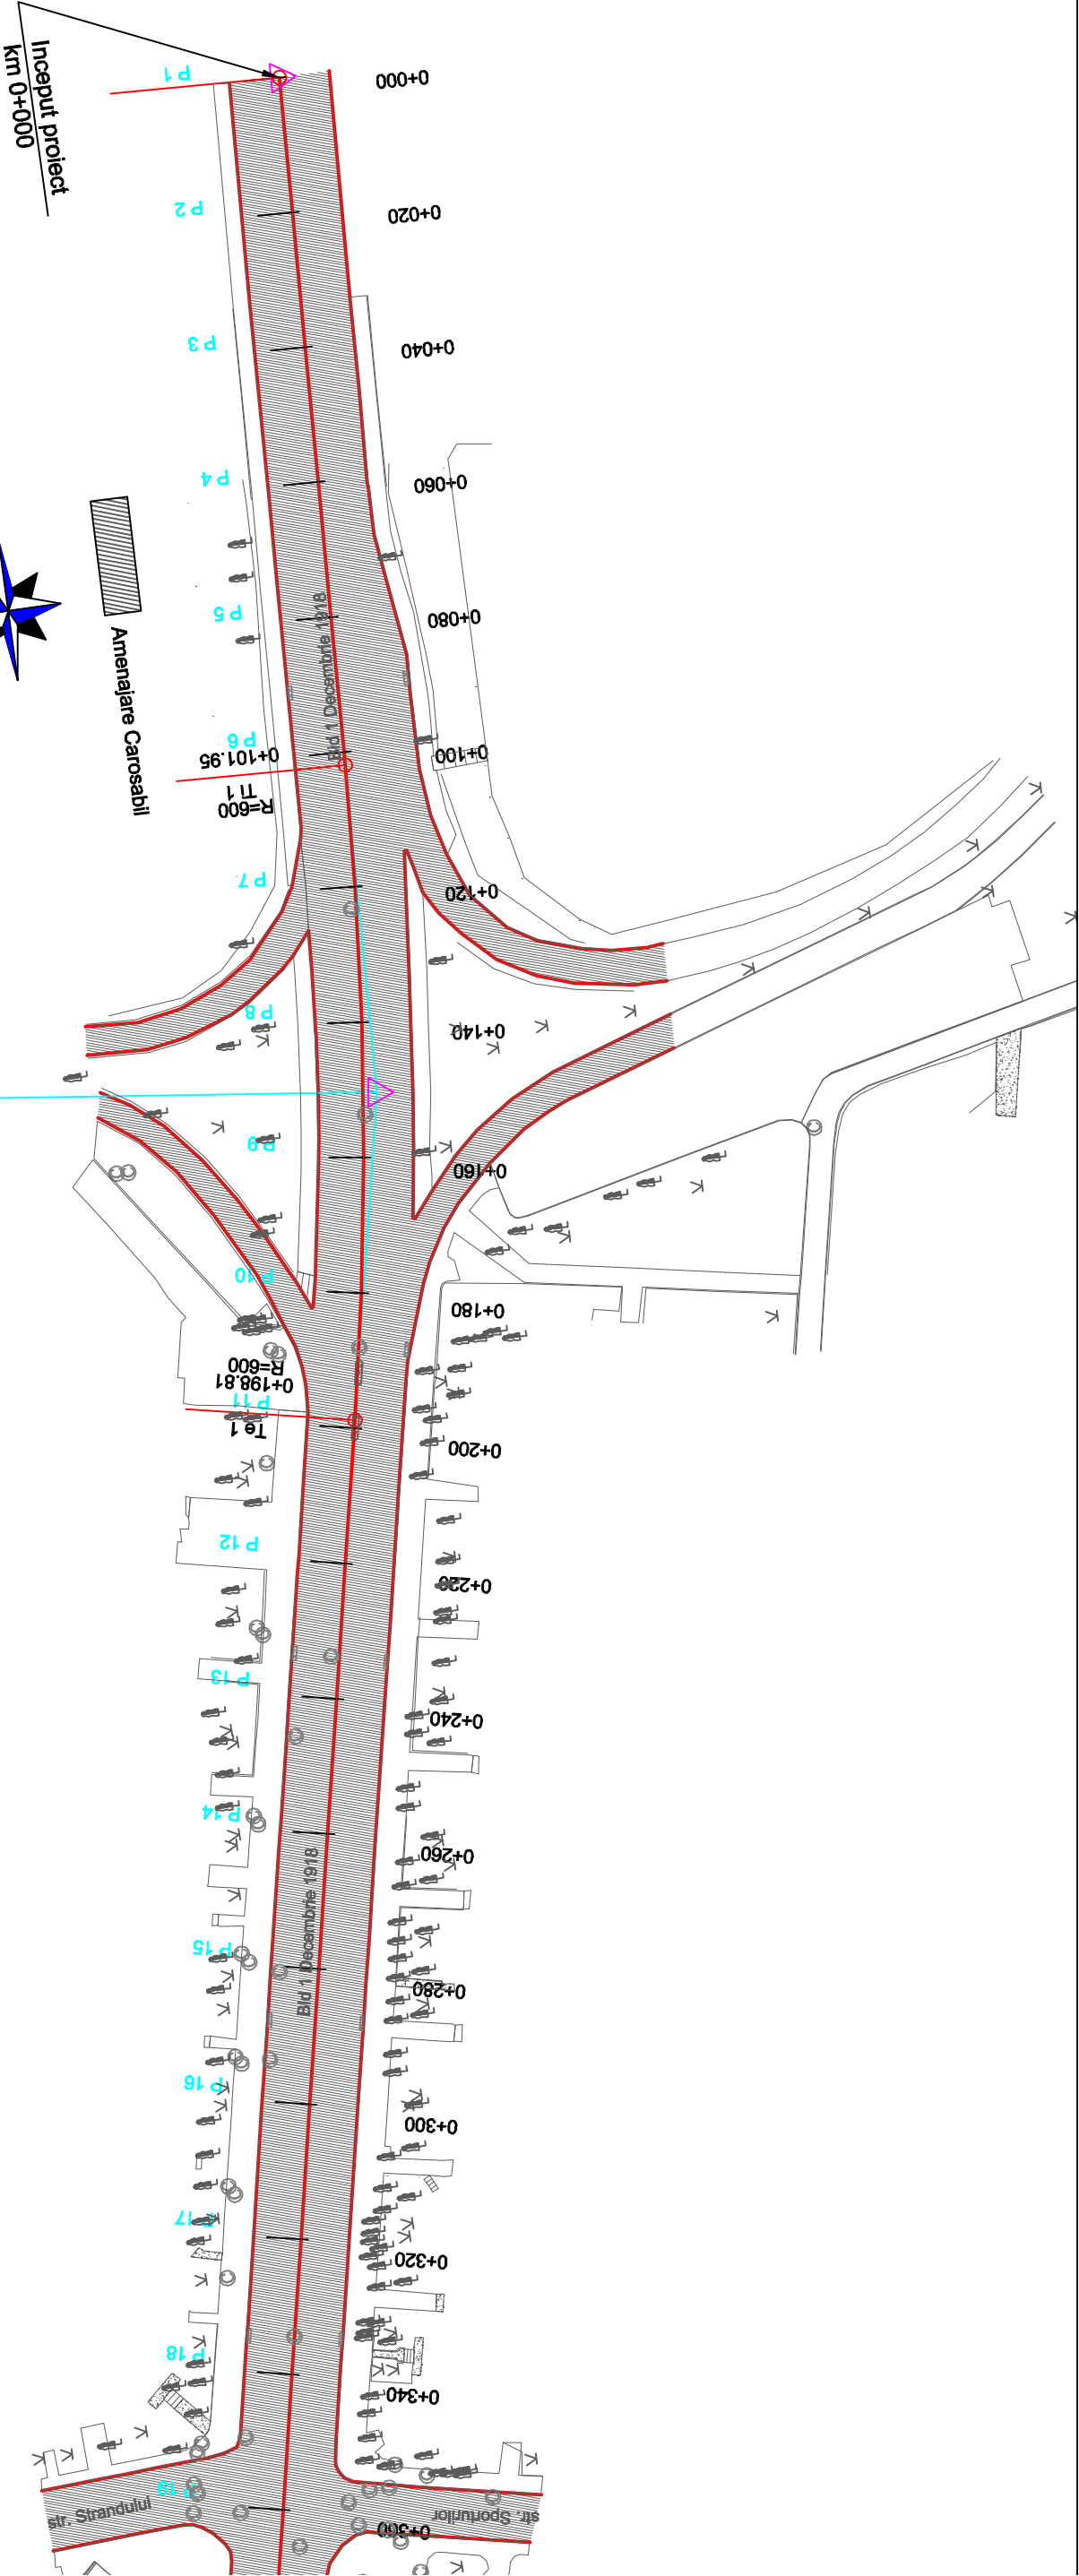 Inceput proiect
km 0+000
P 1
0+000
P 2
0+020
P 3
0+040
P 4
0+060
P 5
0+080
Bld 1 Decembrie 1918
Amenajare Carosabil
P 6
0+100
0+101.95
Ti 1
R=600
P 7
0+120
P 8
0+140
P 9
0+160
P 10
0+180
R=600
0+198.81
P 11
Te 1
0+200
P 12
0+220
P 13
0+240
P 14
0+260
Bld 1 Decembrie 1918
P 15
0+280
P 16
0+300
P 17
0+320
P 18
0+340
P 19
str. Strandului
str. Sporturilor
0+360